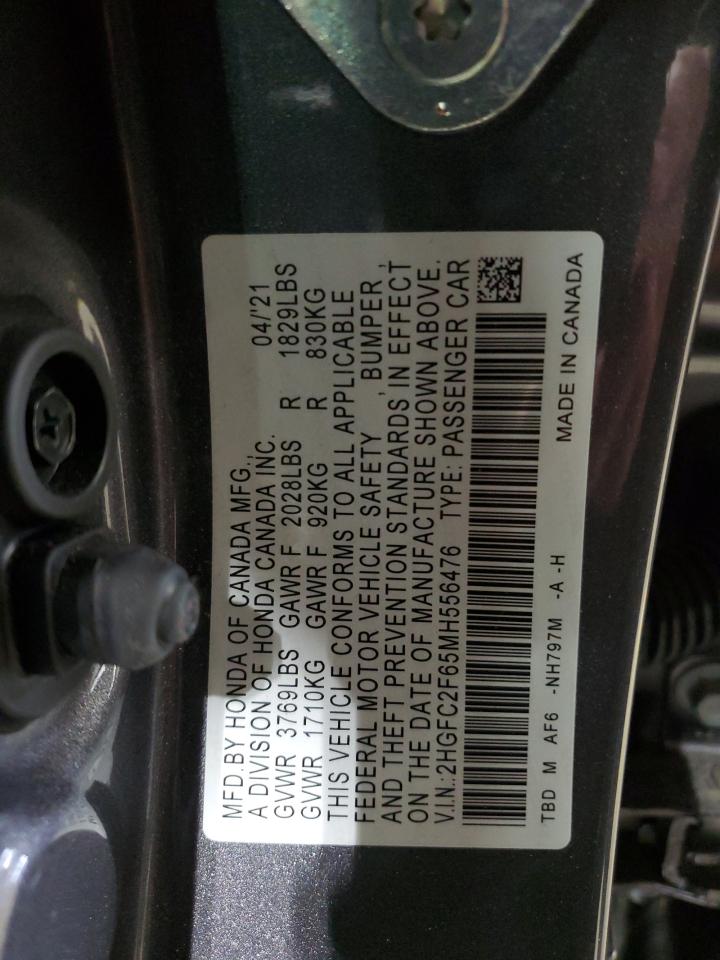 MFD.BY HONDA OF CANADA MFG., 04/'21
A DIVISION OF HONDA CANADA INC.
GVWR 3769LBS GAWR F 2028LBS R 1829LBS
GVWR 1710KG GAWR F 920KG R 830KG
THIS VEHICLE CONFORMS TO ALL APPLICABLE
FEDERAL MOTOR VEHICLE SAFETY , BUMPER ,
AND THEFT PREVENTION STANDARDS IN EFFECT
ON THE DATE OF MANUFACTURE SHOWN ABOVE.
V.I.N.:2HGFC2F65MH556476 TYPE: PASSENGER CAR
TBD M AF6 -NH797M -A -H MADE IN CANADA